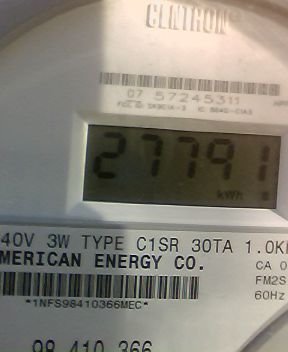 CENTRON®
07 57245311
27791
kWh
40V 3W TYPE C1SR 30TA 1.0K
MERICAN ENERGY CO.
CA 0
FM2S
*1NFS98410366MEC*
60Hz
98 410 366